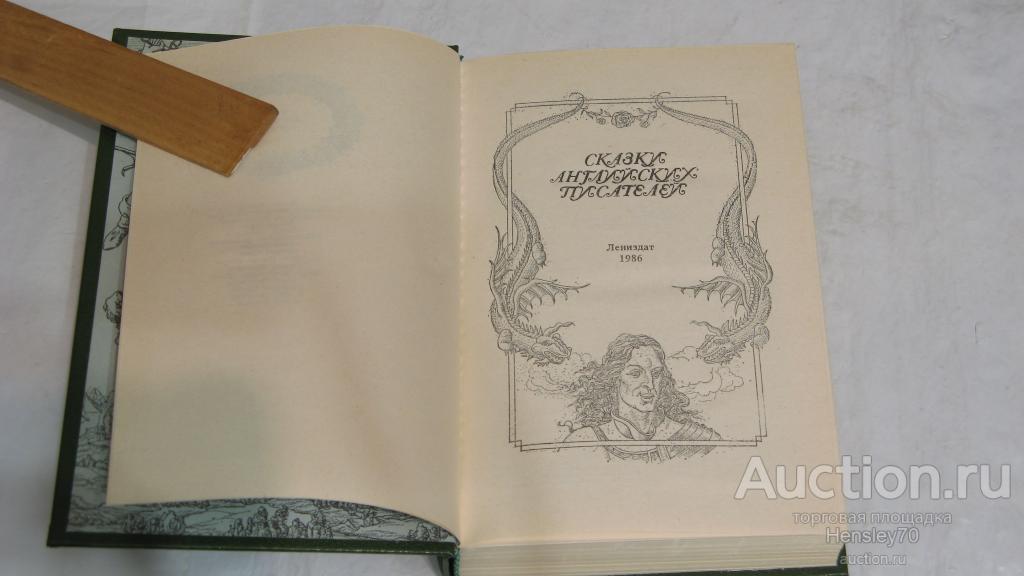 СКАЗКИ
АНГЛИЙСКИХ
ПИСАТЕЛЕЙ
Лениздат
1986
Auction.ru
торговая площадка
Hensley70
auction.ru